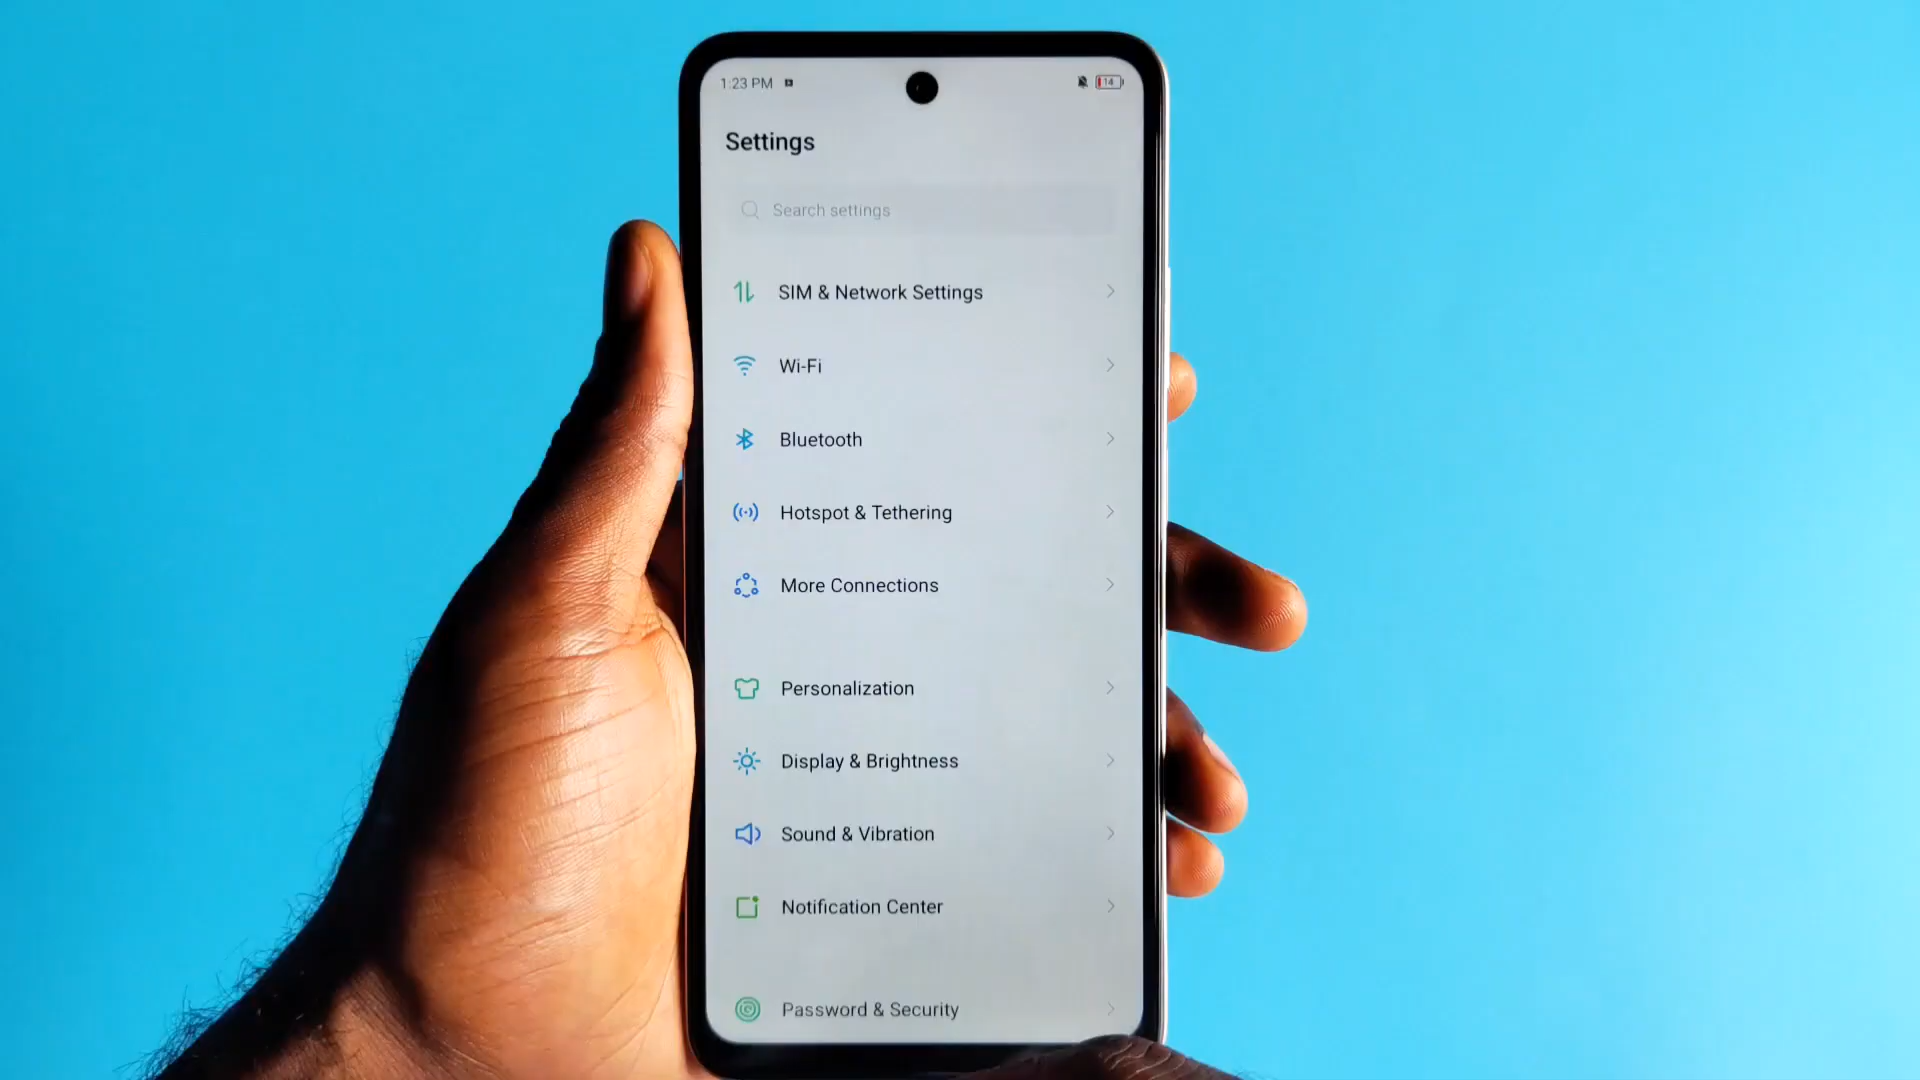 1:23 PM 14
Settings
Search settings
SIM & Network Settings
Wi-Fi
Bluetooth
Hotspot & Tethering
More Connections
Personalization
Display & Brightness
Sound & Vibration
Notification Center
Password & Security